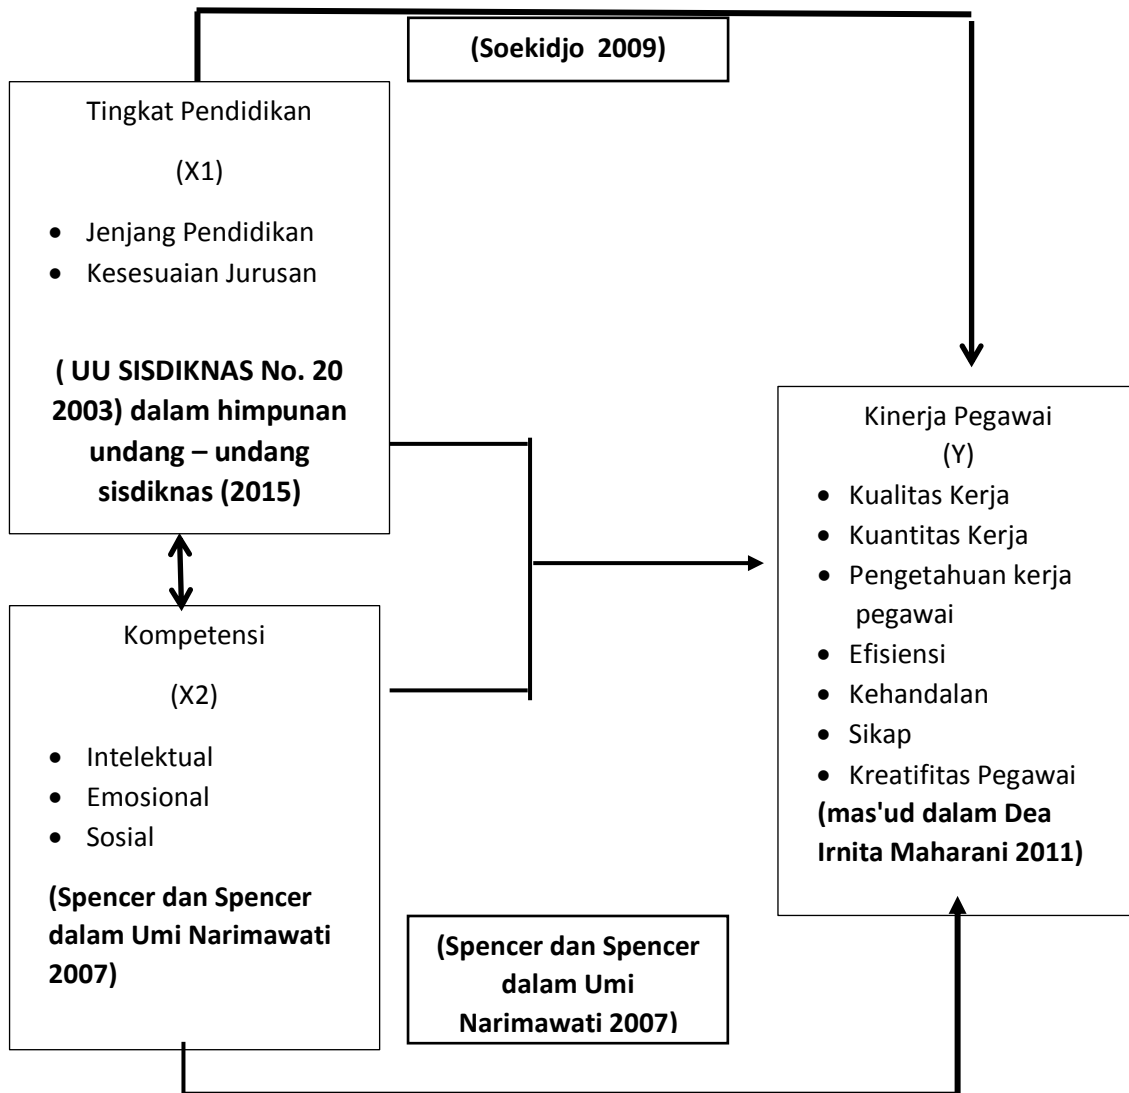 (Soekidjo 2009)
Tingkat Pendidikan
(X1)
• Jenjang Pendidikan
• Kesesuaian Jurusan
( UU SISDIKNAS No. 20
2003) dalam himpunan
undang – undang
sisdiknas (2015)
Kompetensi
(X2)
• Intelektual
• Emosional
• Sosial
(Spencer dan Spencer
dalam Umi Narimawati
2007)
(Spencer dan Spencer
dalam Umi
Narimawati 2007)
Kinerja Pegawai
(Y)
• Kualitas Kerja
• Kuantitas Kerja
• Pengetahuan kerja
pegawai
• Efisiensi
• Kehandalan
• Sikap
• Kreatifitas Pegawai
(mas'ud dalam Dea
Irnita Maharani 2011)